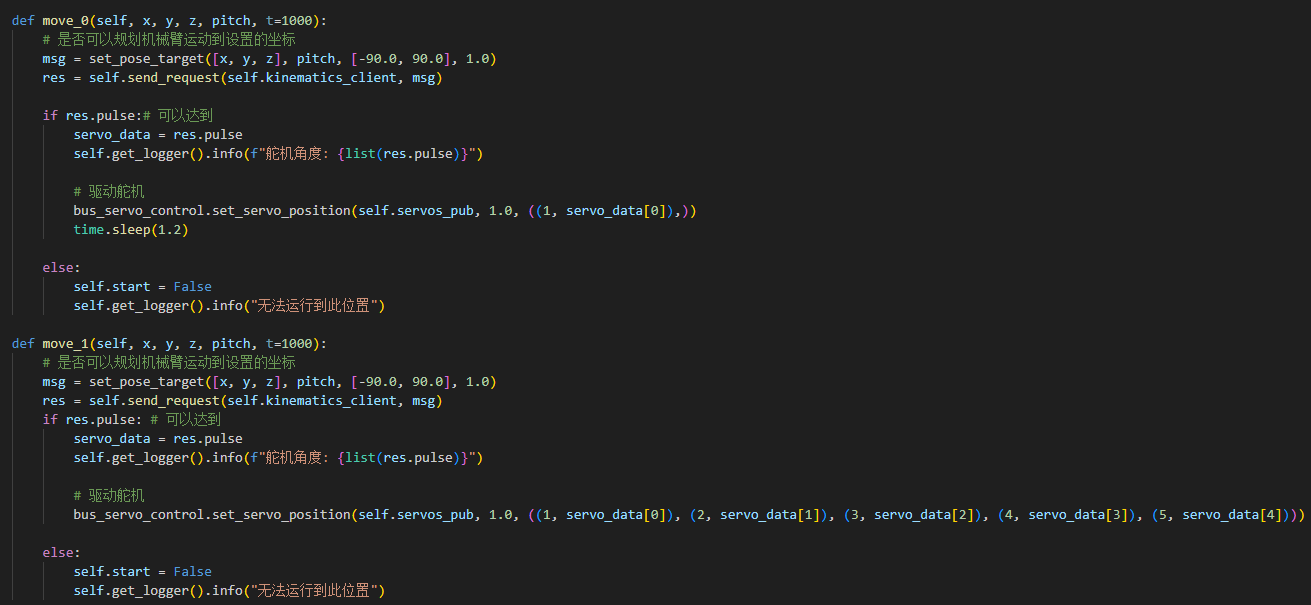 def move_0(self, x, y, z, pitch, t=1000):
    # 是否可以规划机械臂运动到设置的坐标
    msg = set_pose_target([x, y, z], pitch, [-90.0, 90.0], 1.0)
    res = self.send_request(self.kinematics_client, msg)

    if res.pulse:# 可以达到
        servo_data = res.pulse
        self.get_logger().info(f"舵机角度: {list(res.pulse)}")

        # 驱动舵机
        bus_servo_control.set_servo_position(self.servos_pub, 1.0, ((1, servo_data[0]),))
        time.sleep(1.2)

    else:
        self.start = False
        self.get_logger().info("无法运行到此位置")

def move_1(self, x, y, z, pitch, t=1000):
    # 是否可以规划机械臂运动到设置的坐标
    msg = set_pose_target([x, y, z], pitch, [-90.0, 90.0], 1.0)
    res = self.send_request(self.kinematics_client, msg)
    if res.pulse: # 可以达到
        servo_data = res.pulse
        self.get_logger().info(f"舵机角度: {list(res.pulse)}")

        # 驱动舵机
        bus_servo_control.set_servo_position(self.servos_pub, 1.0, ((1, servo_data[0]), (2, servo_data[1]), (3, servo_data[2]), (4, servo_data[3]), (5, servo_data[4])))

    else:
        self.start = False
        self.get_logger().info("无法运行到此位置")